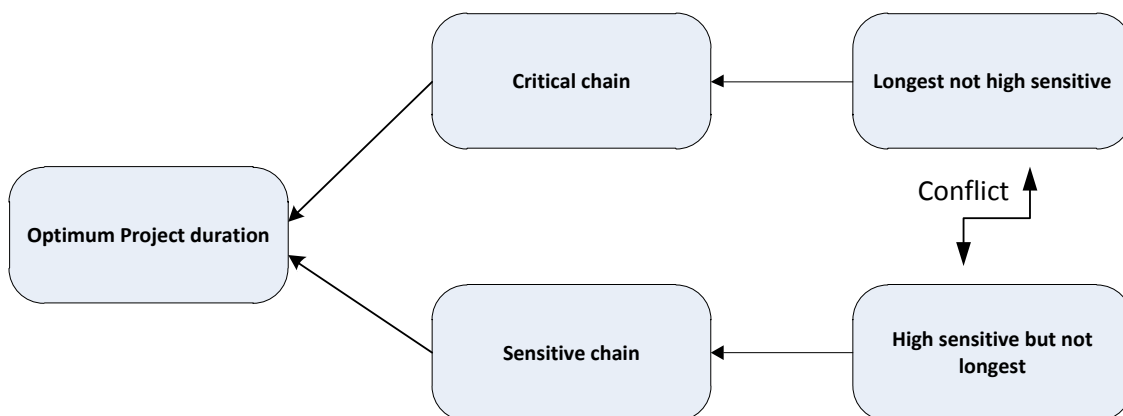 Critical chain
Longest not high sensitive
Conflict
Optimum Project duration
Sensitive chain
High sensitive but not
longest